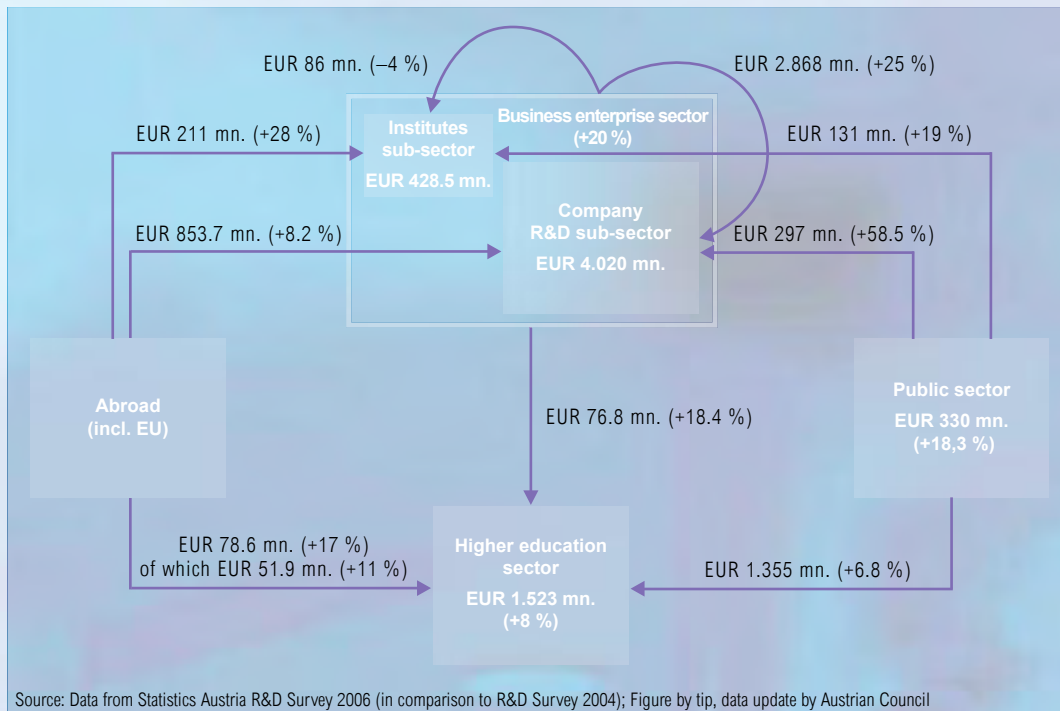 EUR 86 mn. (–4 %)
EUR 2.868 mn. (+25 %)
EUR 211 mn. (+28 %)
Institutes
sub-sector
EUR 428.5 mn.
Business enterprise sector
(+20 %)
EUR 131 mn. (+19 %)
EUR 853.7 mn. (+8.2 %)
Company
R&D sub-sector
EUR 4.020 mn.
EUR 297 mn. (+58.5 %)
Abroad
(incl. EU)
EUR 76.8 mn. (+18.4 %)
Public sector
EUR 330 mn.
(+18,3 %)
EUR 78.6 mn. (+17 %)
of which EUR 51.9 mn. (+11 %)
Higher education
sector
EUR 1.523 mn.
(+8 %)
EUR 1.355 mn. (+6.8 %)
Source: Data from Statistics Austria R&D Survey 2006 (in comparison to R&D Survey 2004); Figure by tip, data update by Austrian Council